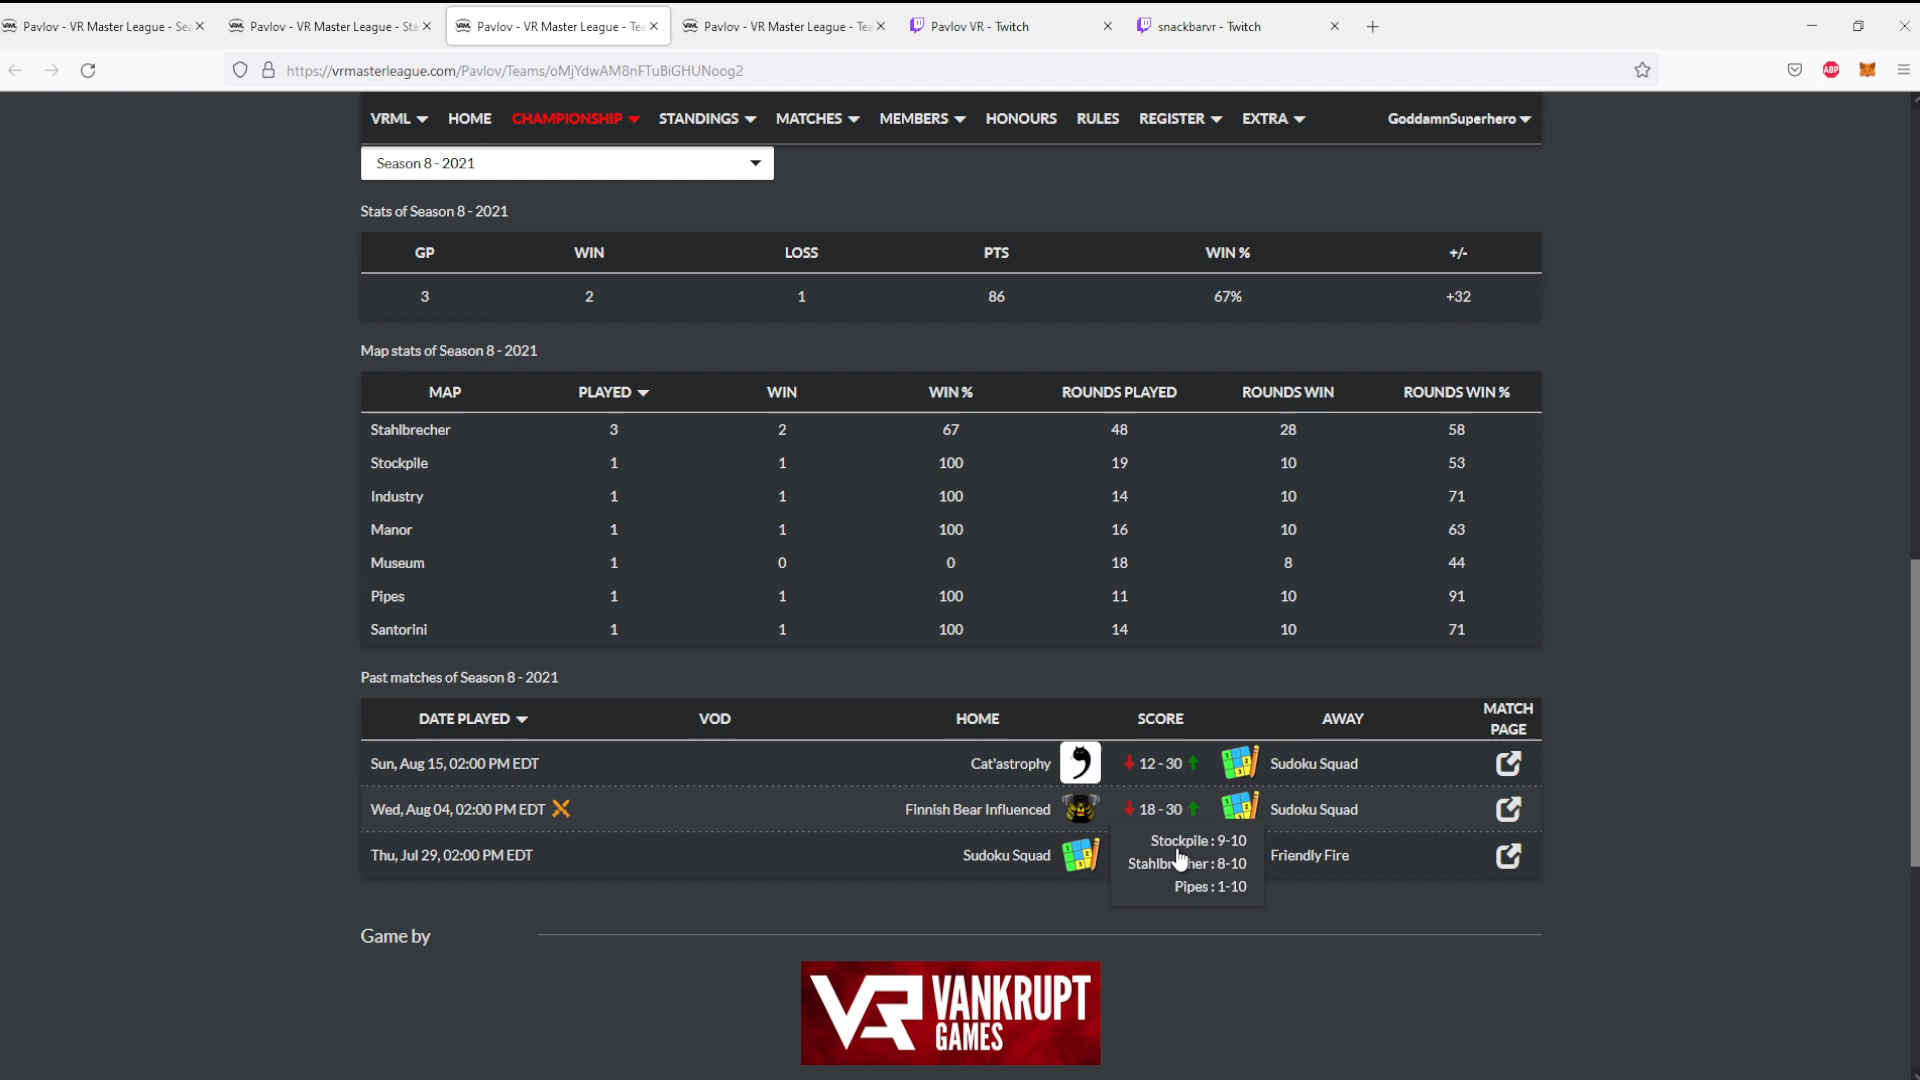 Pavlov - VR Master League - Sea
Pavlov - VR Master League - Sta
Pavlov - VR Master League - Tea
Pavlov - VR Master League - Tea
Pavlov VR - Twitch
snackbarvr - Twitch
https://vrmasterleague.com/Pavlov/Teams/oMjYdwAM8nFTuBiGHUNoog2
ABP
VRML HOME CHAMPIONSHIP STANDINGS MATCHES MEMBERS HONOURS RULES REGISTER EXTRA GoddamnSuperhero
Season 8 - 2021
Stats of Season 8 - 2021
GP WIN LOSS PTS WIN % +/-
3 2 1 86 67% +32
Map stats of Season 8 - 2021
MAP PLAYED WIN WIN % ROUNDS PLAYED ROUNDS WIN ROUNDS WIN %
Stahlbrecher 3 2 67 48 28 58
Stockpile 1 1 100 19 10 53
Industry 1 1 100 14 10 71
Manor 1 1 100 16 10 63
Museum 1 0 0 18 8 44
Pipes 1 1 100 11 10 91
Santorini 1 1 100 14 10 71
Past matches of Season 8 - 2021
DATE PLAYED VOD HOME SCORE AWAY MATCH PAGE
Sun, Aug 15, 02:00 PM EDT Cat'astrophy 12 - 30 Sudoku Squad
Wed, Aug 04, 02:00 PM EDT Finnish Bear Influenced 18 - 30 Sudoku Squad
Thu, Jul 29, 02:00 PM EDT Sudoku Squad Friendly Fire
Stockpile : 9-10
: 8-10
Pipes : 1-10
Game by
VR VANKRUPT
GAMES